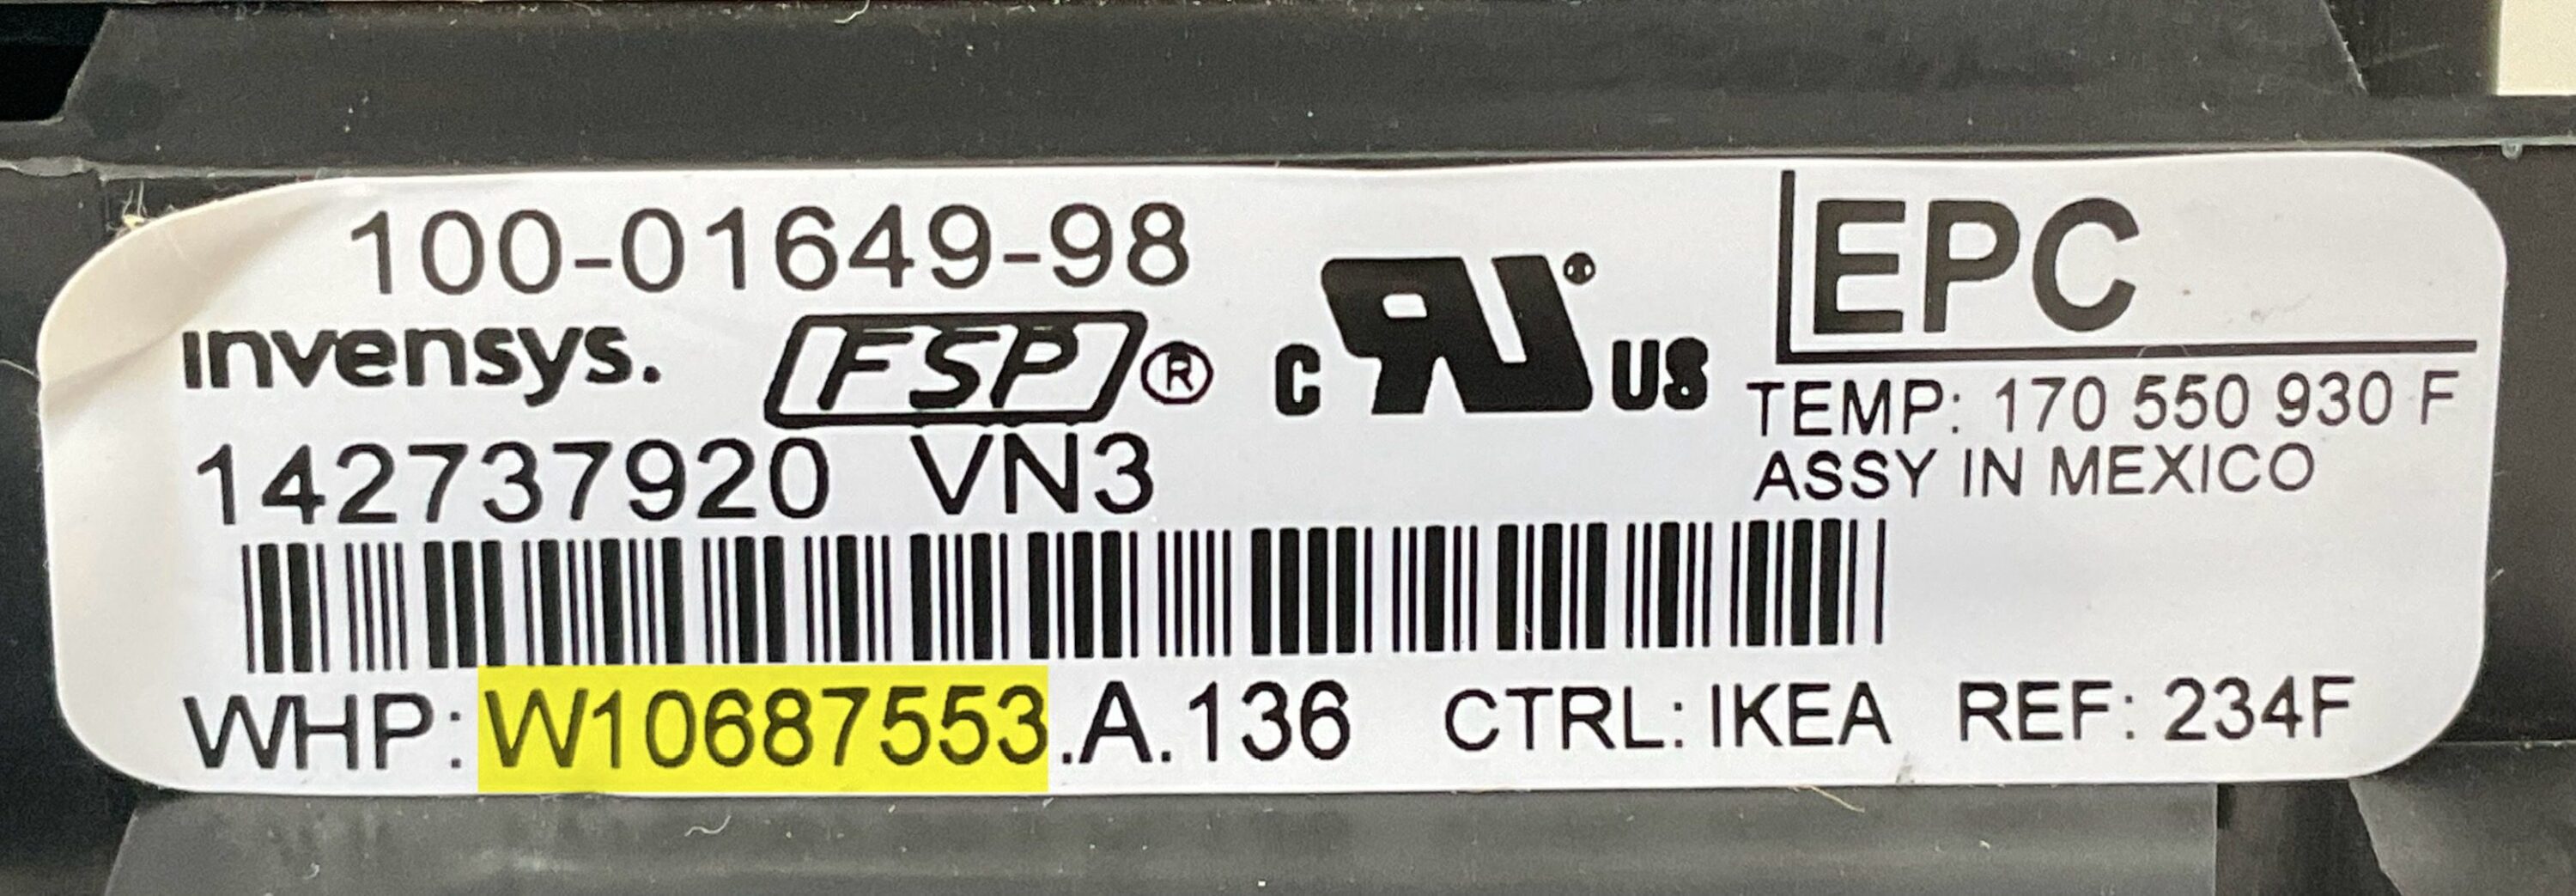 100-01649-98
EPC
invensys. FSP® C RU® US
TEMP: 170 550 930 F
142737920 VN3
ASSY IN MEXICO
WHP: W10687553.A.136 CTRL: IKEA REF: 234F